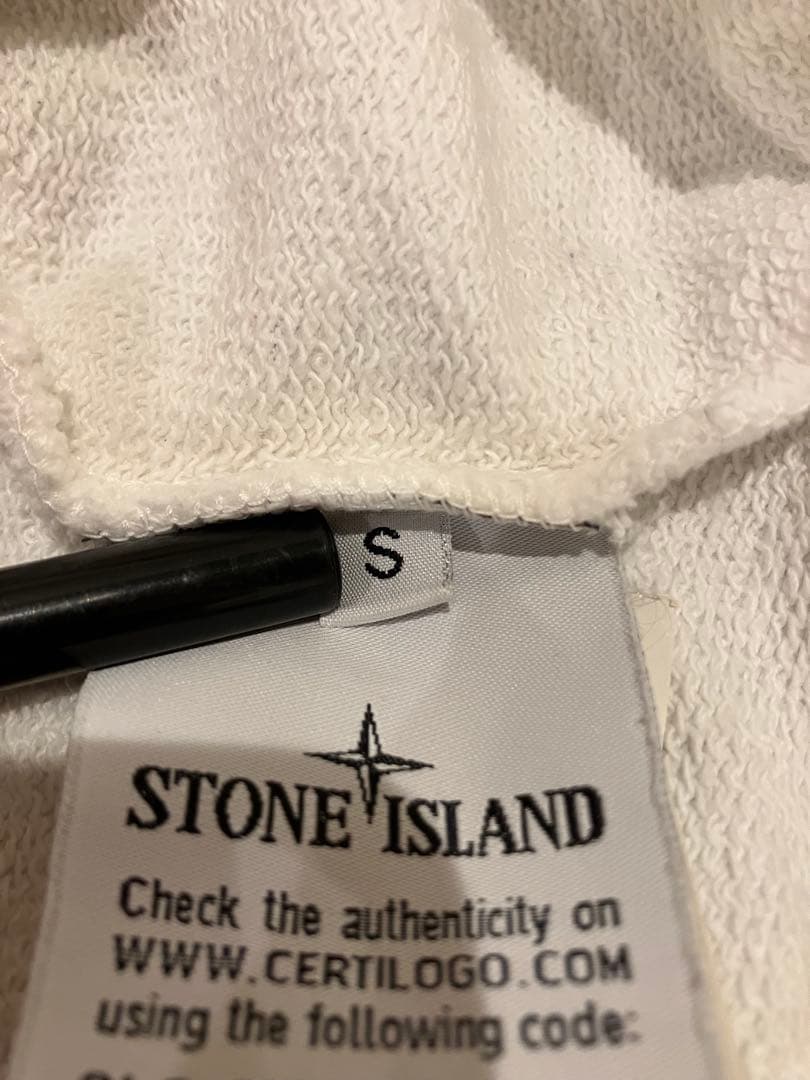 S
STONE ISLAND
Check the authenticity on
WWW.CERTILOGO.COM
using the following code: